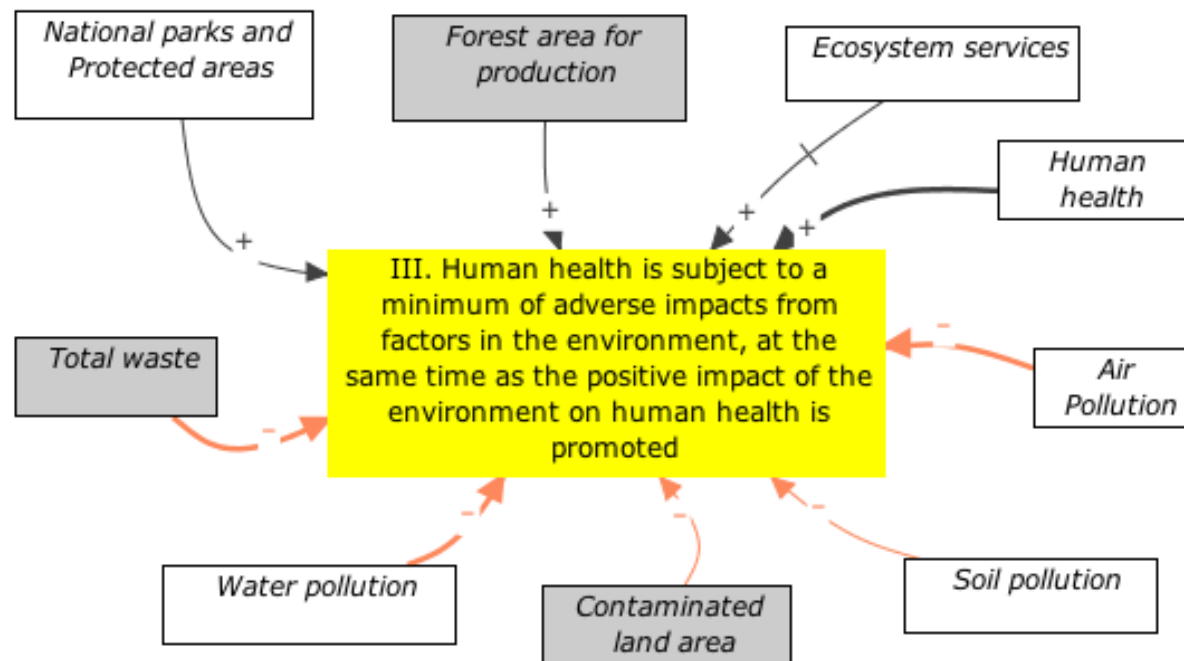 National parks and
Protected areas
Forest area for
production
Ecosystem services
Human
health
+
+
+
+
III. Human health is subject to a
minimum of adverse impacts from
factors in the environment, at the
same time as the positive impact of the
environment on human health is
promoted
Total waste
-
-
Air
Pollution
-
-
-
Water pollution
Contaminated
land area
Soil pollution